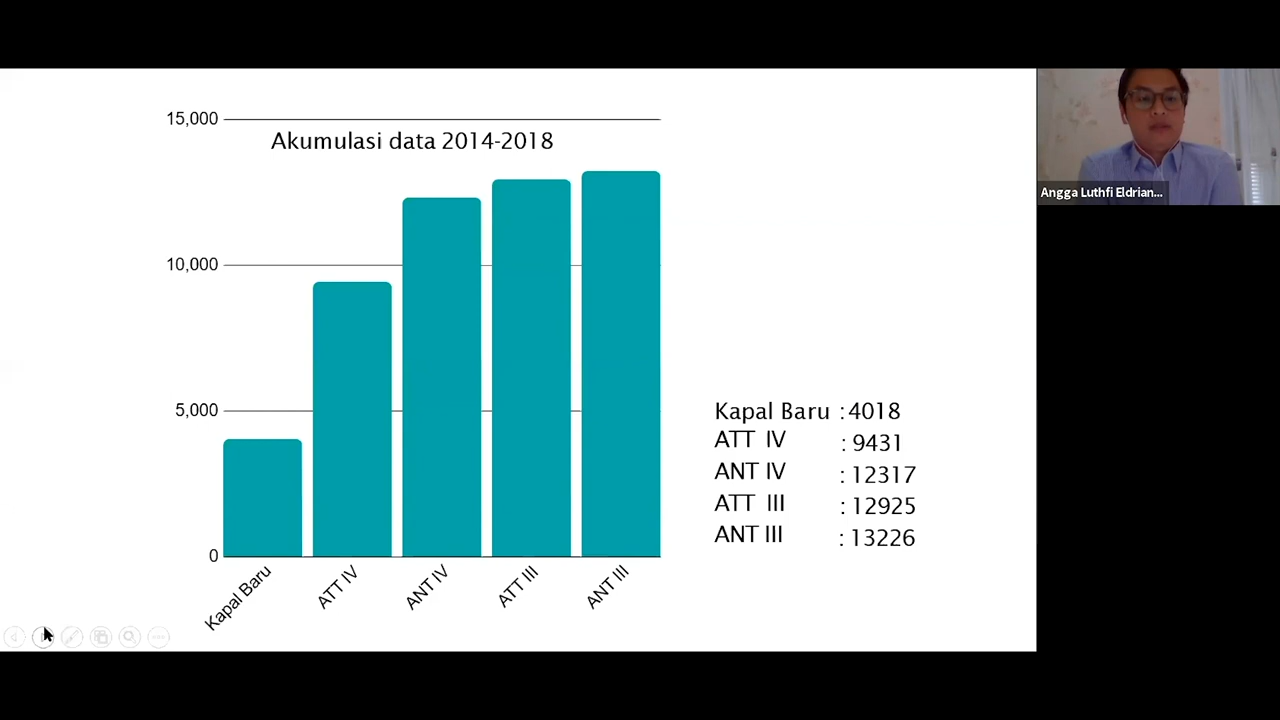 15,000
Akumulasi data 2014-2018
10,000
5,000
0
Kapal Baru
ATT IV
ANT IV
ATT III
ANT III
Kapal Baru : 4018
ATT IV : 9431
ANT IV : 12317
ATT III : 12925
ANT III : 13226
Angga Luthfi Eldrian...